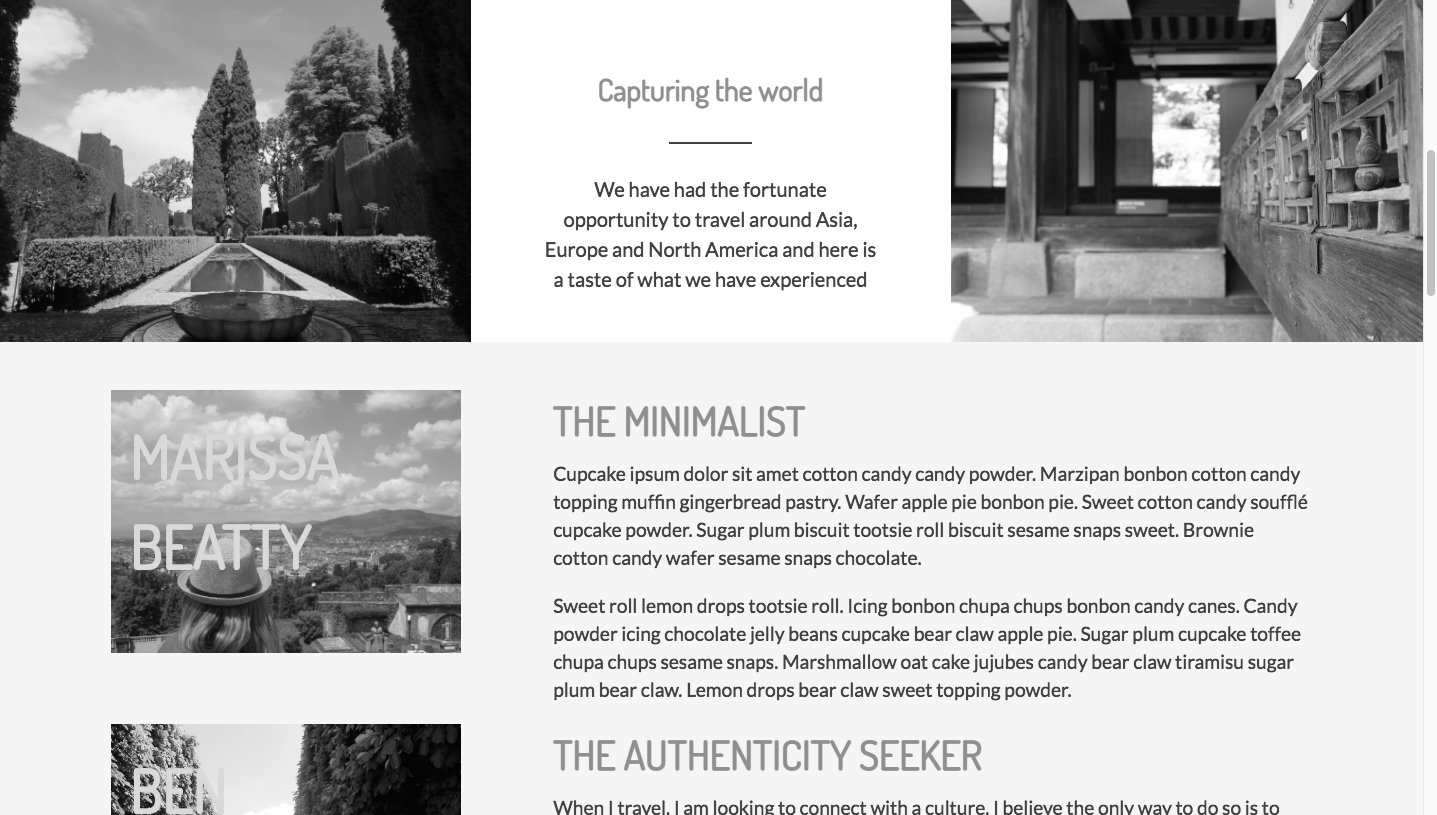 Capturing the world
We have had the fortunate
opportunity to travel around Asia,
Europe and North America and here is
a taste of what we have experienced
MARISSA
BEATTY
THE MINIMALIST
Cupcake ipsum dolor sit amet cotton candy candy powder. Marzipan bonbon cotton candy
topping muffin gingerbread pastry. Wafer apple pie bonbon pie. Sweet cotton candy soufflé
cupcake powder. Sugar plum biscuit tootsie roll biscuit sesame snaps sweet. Brownie
cotton candy wafer sesame snaps chocolate.
Sweet roll lemon drops tootsie roll. Icing bonbon chupa chups bonbon candy canes. Candy
powder icing chocolate jelly beans cupcake bear claw apple pie. Sugar plum cupcake toffee
chupa chups sesame snaps. Marshmallow oat cake jujubes candy bear claw tiramisu sugar
plum bear claw. Lemon drops bear claw sweet topping powder.
BEN
THE AUTHENTICITY SEEKER
When I travel, I am looking to connect with a culture. I believe the only way to do so is to